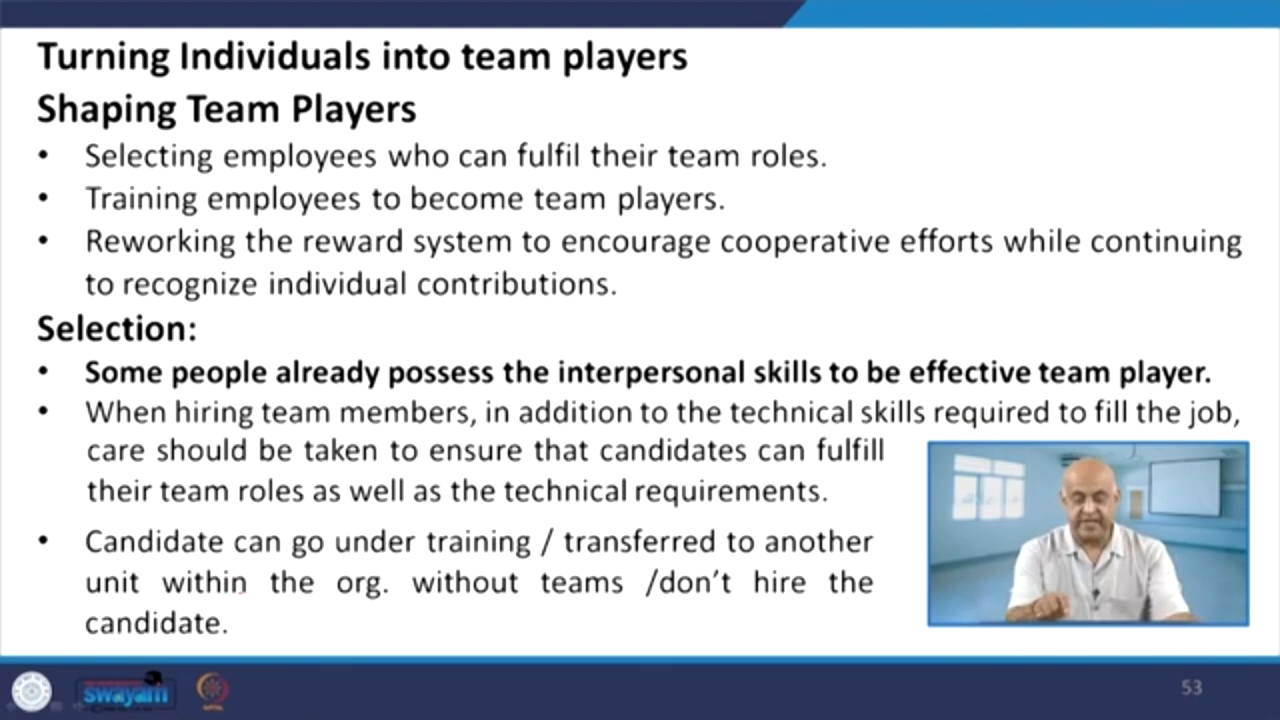 Turning Individuals into team players
Shaping Team Players
• Selecting employees who can fulfil their team roles.
• Training employees to become team players.
• Reworking the reward system to encourage cooperative efforts while continuing
to recognize individual contributions.
Selection:
• Some people already possess the interpersonal skills to be effective team player.
• When hiring team members, in addition to the technical skills required to fill the job,
care should be taken to ensure that candidates can fulfill
their team roles as well as the technical requirements.
• Candidate can go under training / transferred to another
unit within the org. without teams /don't hire the
candidate.
swayam
53